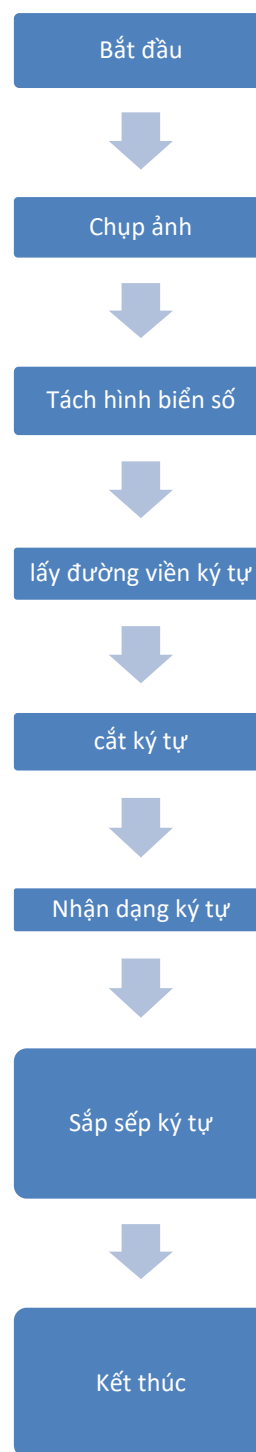 Bắt đầu
Chụp ảnh
Tách hình biển số
lấy đường viền ký tự
cắt ký tự
Nhận dạng ký tự
Sắp sếp ký tự
Kết thúc